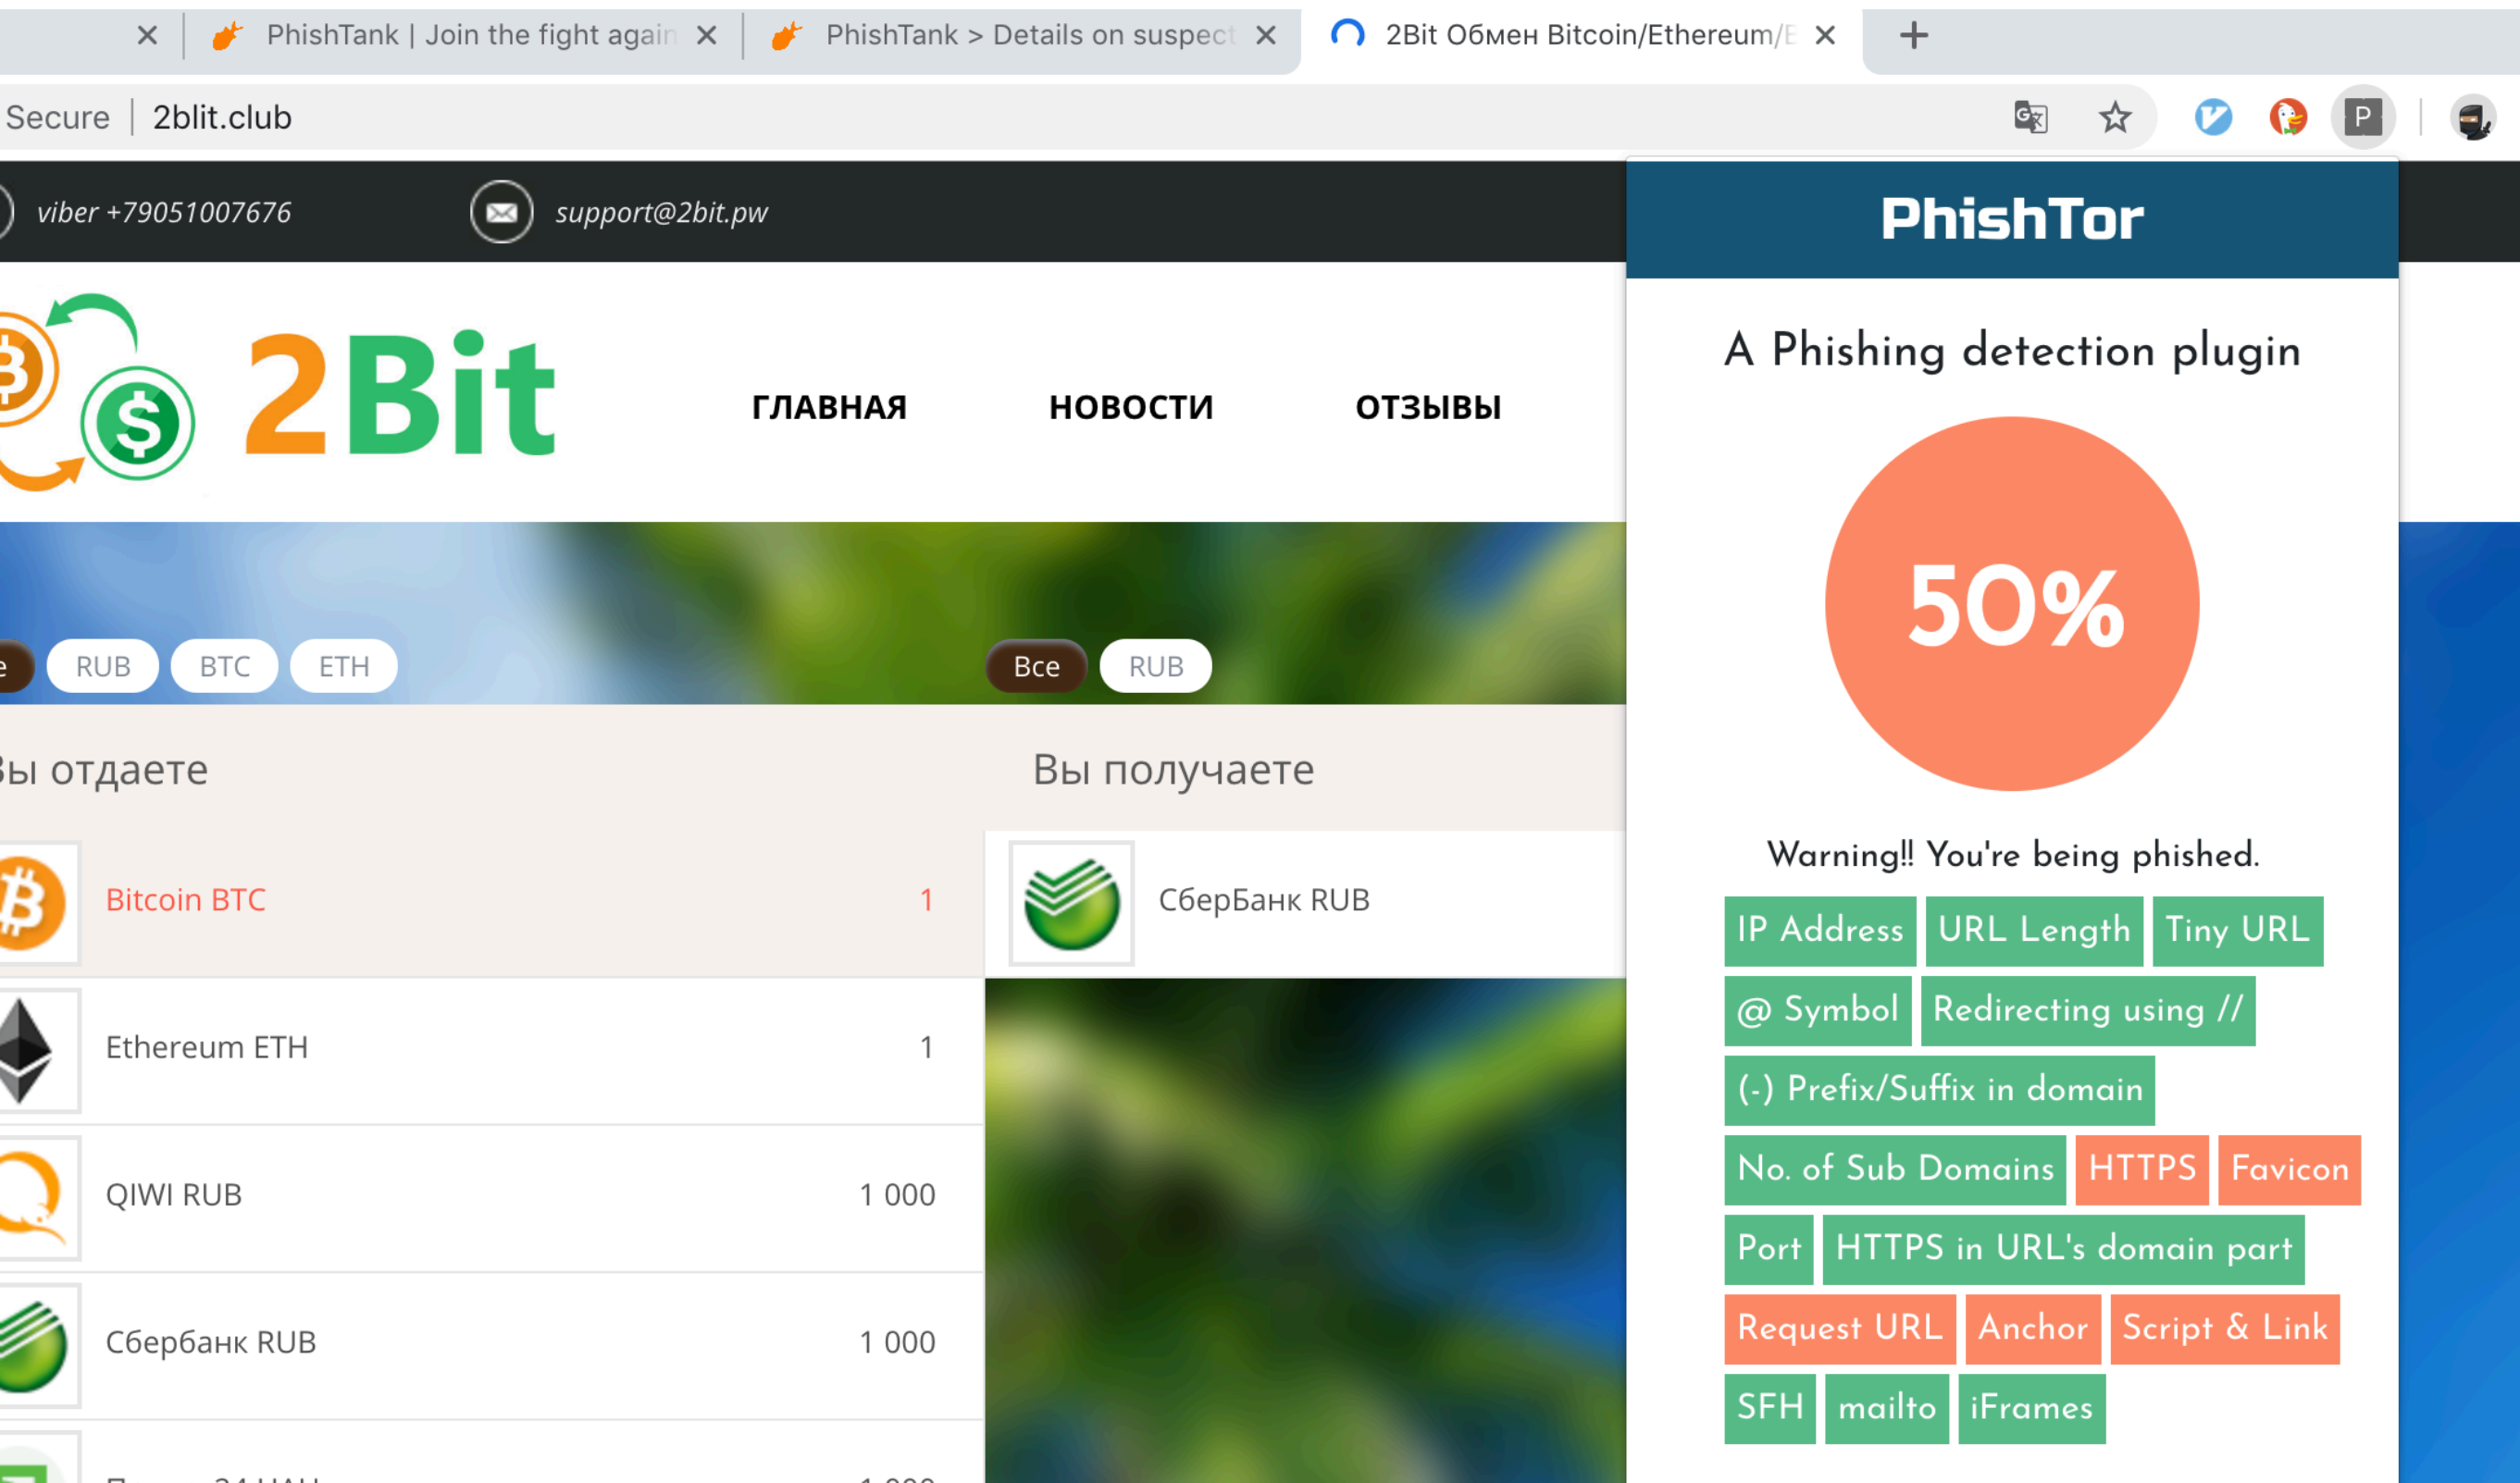 PhishTank | Join the fight again
PhishTank > Details on suspect
2Bit Обмен Bitcoin/Ethereum/E
Secure
2blit.club
P
viber +79051007676
support@2bit.pw
2Bit
ГЛАВНАЯ
НОВОСТИ
ОТЗЫВЫ
RUB
BTC
ETH
Все
RUB
Вы отдаете
Вы получаете
Bitcoin BTC
1
СберБанк RUB
Ethereum ETH
1
QIWI RUB
1 000
Сбербанк RUB
1 000
PhishTor
A Phishing detection plugin
50%
Warning!! You're being phished.
IP Address
URL Length
Tiny URL
@ Symbol
Redirecting using //
(-) Prefix/Suffix in domain
No. of Sub Domains
HTTPS
Favicon
Port
HTTPS in URL's domain part
Request URL
Anchor
Script & Link
SFH
mailto
iFrames